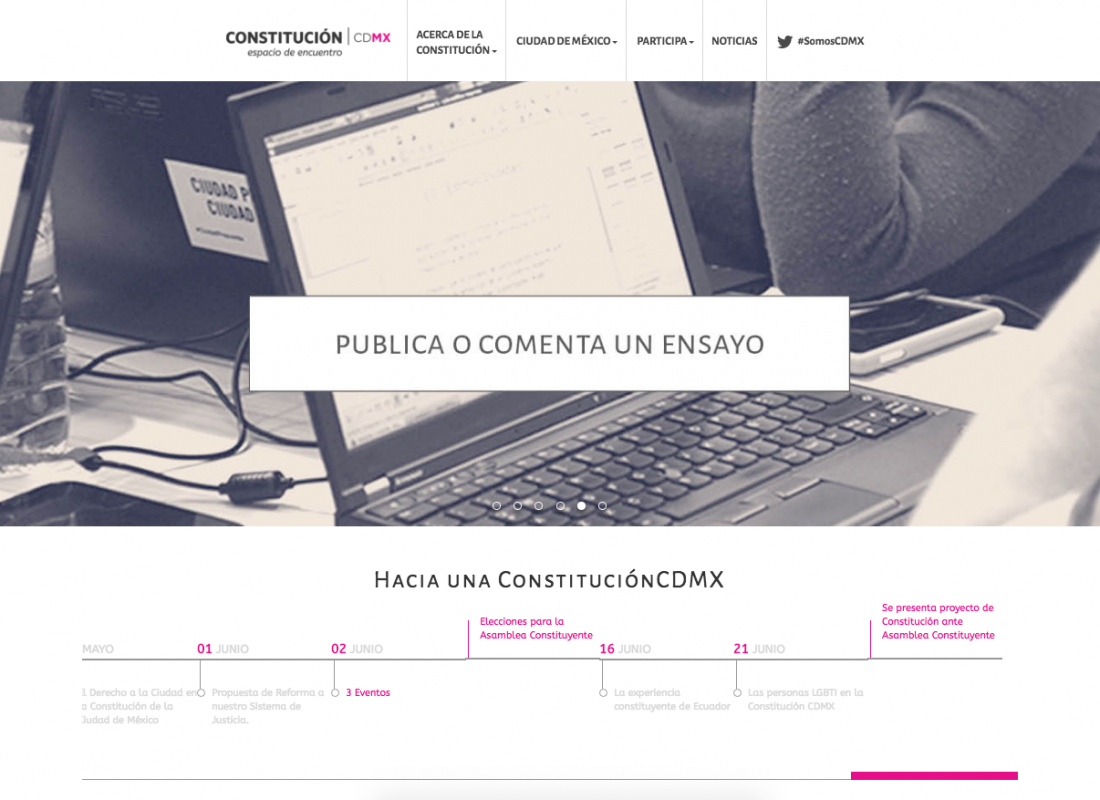 CONSTITUCIÓN | CDMX
espacio de encuentro
ACERCA DE LA
CONSTITUCIÓN
CIUDAD DE MÉXICO
PARTICIPA
NOTICIAS
#SomosCDMX
CIUDAD P
CIUDAD
PUBLICA O COMENTA UN ENSAYO
HACIA UNA CONSTITUCIÓNCDMX
Elecciones para la
Asamblea Constituyente
Se presenta proyecto de
Constitución ante
Asamblea Constituyente
MAYO
01 JUNIO
02 JUNIO
16 JUNIO
21 JUNIO
l Derecho a la Ciudad en
a Constitución de la
iudad de México
Propuesta de Reforma a
nuestro Sistema de
Justicia.
3 Eventos
La experiencia
constituyente de Ecuador
Las personas LGBTI en la
Constitución CDMX